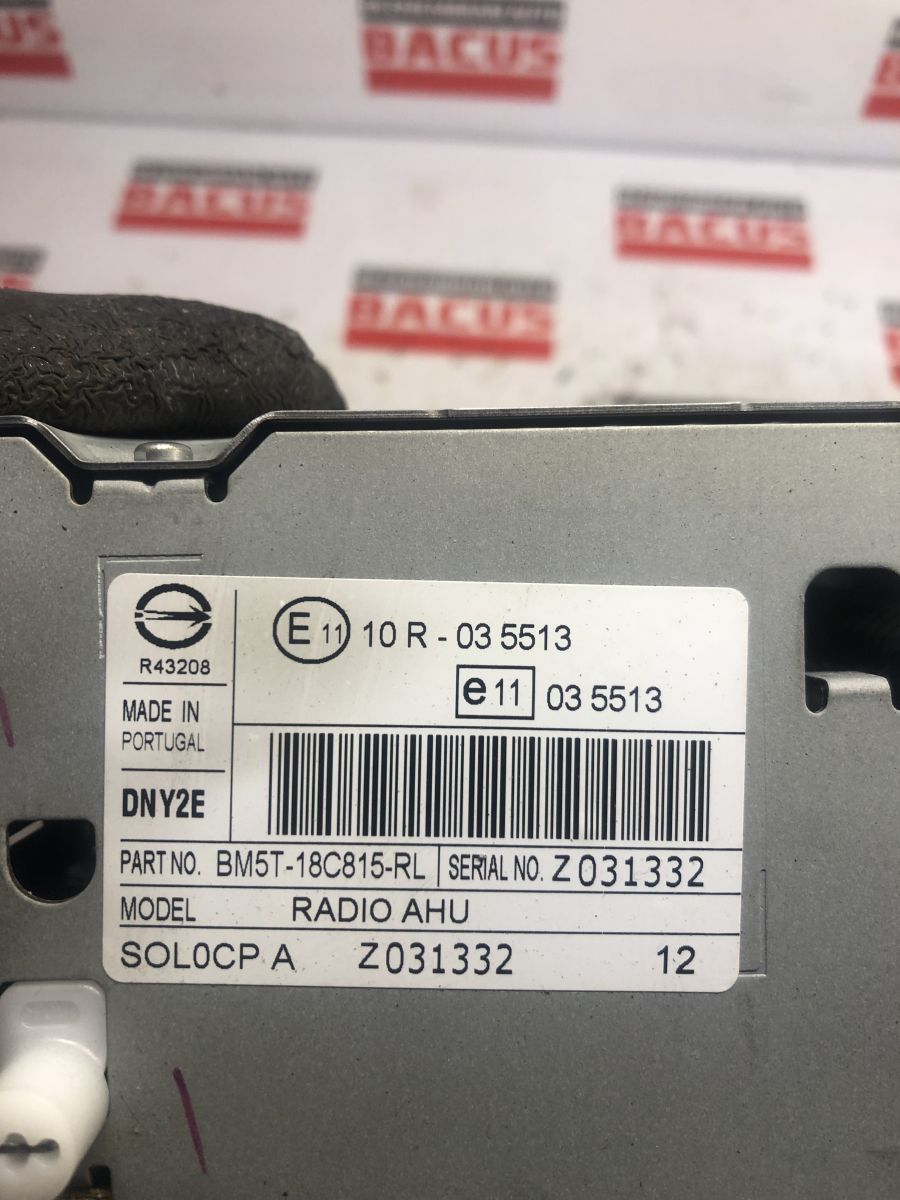 BACUS
BACUS
BACUS
BACUS
E 11 10 R - 03 5513
e 11 03 5513
R43208
MADE IN
PORTUGAL
DNY2E
PART NO. BM5T-18C815-RL SERIAL NO. Z031332
MODEL RADIO AHU
SOL0CP A Z031332 12